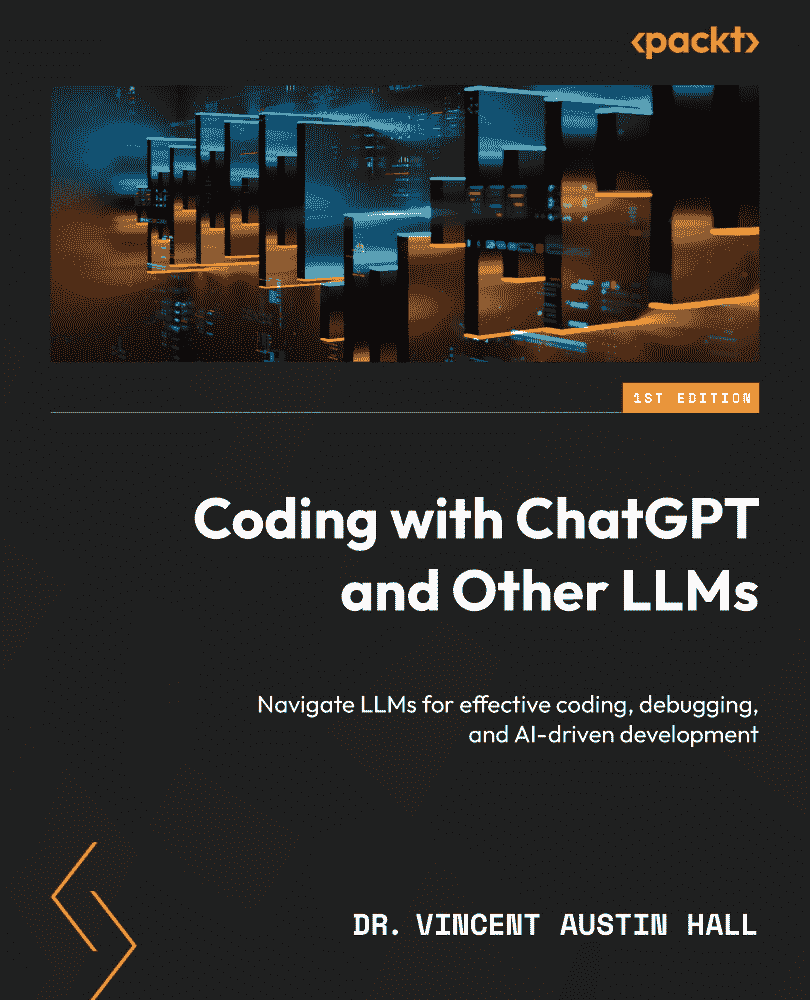 <packt>
1ST EDITION
Coding with ChatGPT
and Other LLMs
Navigate LLMs for effective coding, debugging,
and AI-driven development
DR. VINCENT AUSTIN HALL